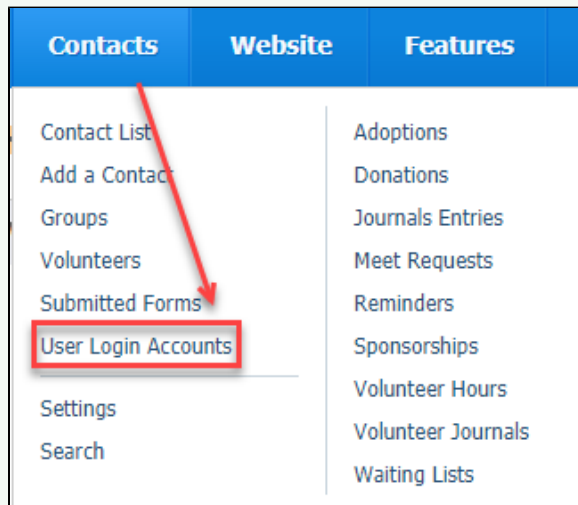 Contacts Website Features
Contact List
Add a Contact
Groups
Volunteers
Submitted Forms
User Login Accounts
Settings
Search
Adoptions
Donations
Journals Entries
Meet Requests
Reminders
Sponsorships
Volunteer Hours
Volunteer Journals
Waiting Lists